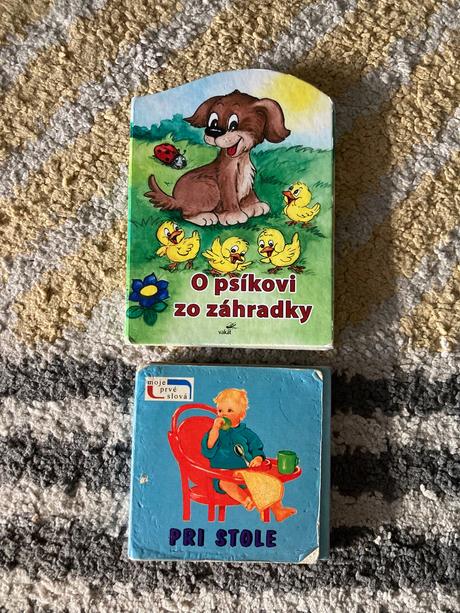 O psíkovi
zo záhradky
vakát
moje
prvé
slová
PRI STOLE